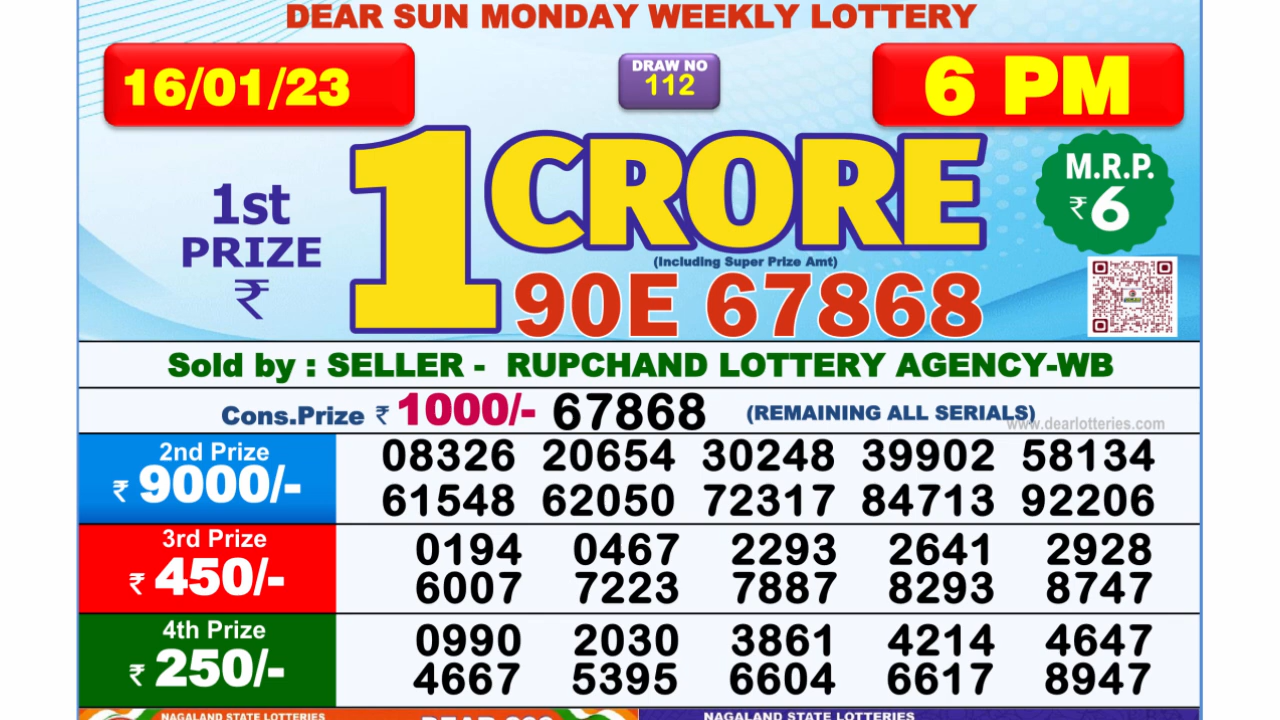 DEAR SUN MONDAY WEEKLY LOTTERY
16/01/23
DRAW NO
112
6 PM
1st
PRIZE
₹
1 CRORE
(Including Super Prize Amt)
90E 67868
M.R.P.
₹6
Sold by : SELLER - RUPCHAND LOTTERY AGENCY-WB
Cons.Prize ₹ 1000/- 67868 (REMAINING ALL SERIALS)
www.dearlotteries.com
2nd Prize
₹ 9000/-
08326 20654 30248 39902 58134
61548 62050 72317 84713 92206
3rd Prize
₹ 450/-
0194 0467 2293 2641 2928
6007 7223 7887 8293 8747
4th Prize
₹ 250/-
0990 2030 3861 4214 4647
4667 5395 6604 6617 8947
NAGALAND STATE LOTTERIES
NAGALAND STATE LOTTERIES